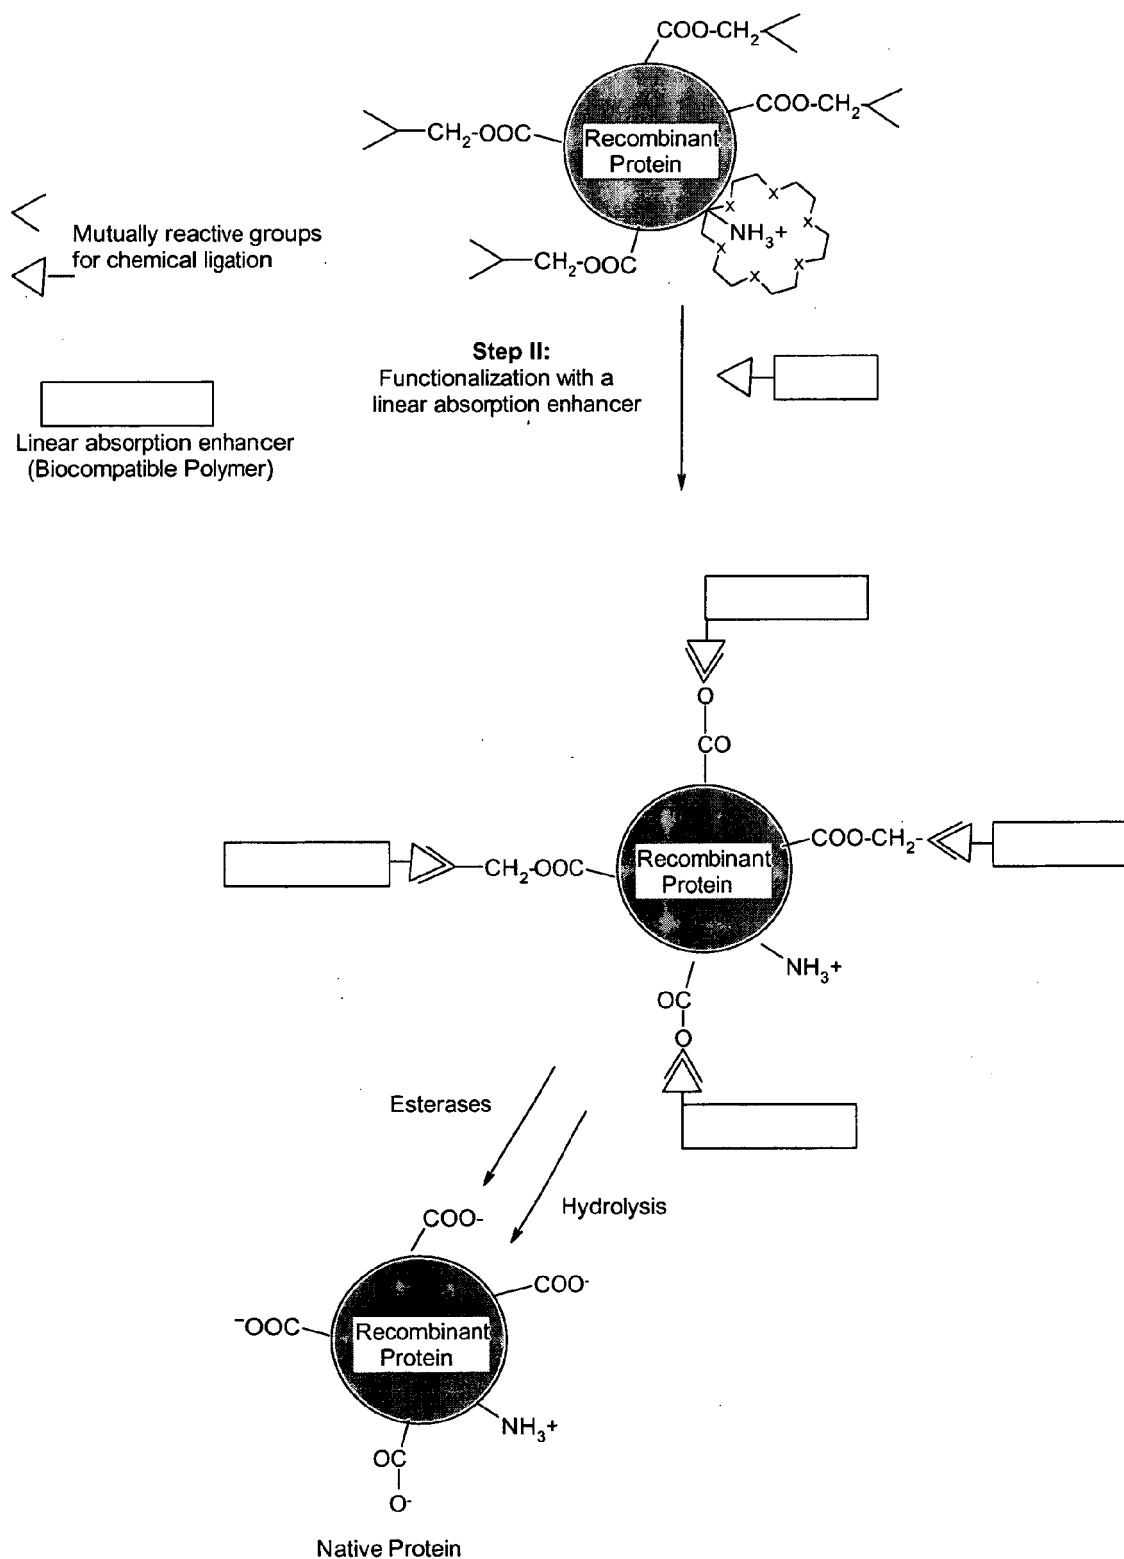 COO-CH2
COO-CH2
CH2-OOC
Recombinant
Protein
x
x
x
x
x
x
NH3+
CH2-OOC
Mutually reactive groups
for chemical ligation
Step II:
Functionalization with a
linear absorption enhancer
Linear absorption enhancer
(Biocompatible Polymer)
O
CO
COO-CH2-
CH2-OOC
Recombinant
Protein
NH3+
OC
O
Esterases
Hydrolysis
COO-
COO-
-OOC
Recombinant
Protein
NH3+
OC
O-
Native Protein